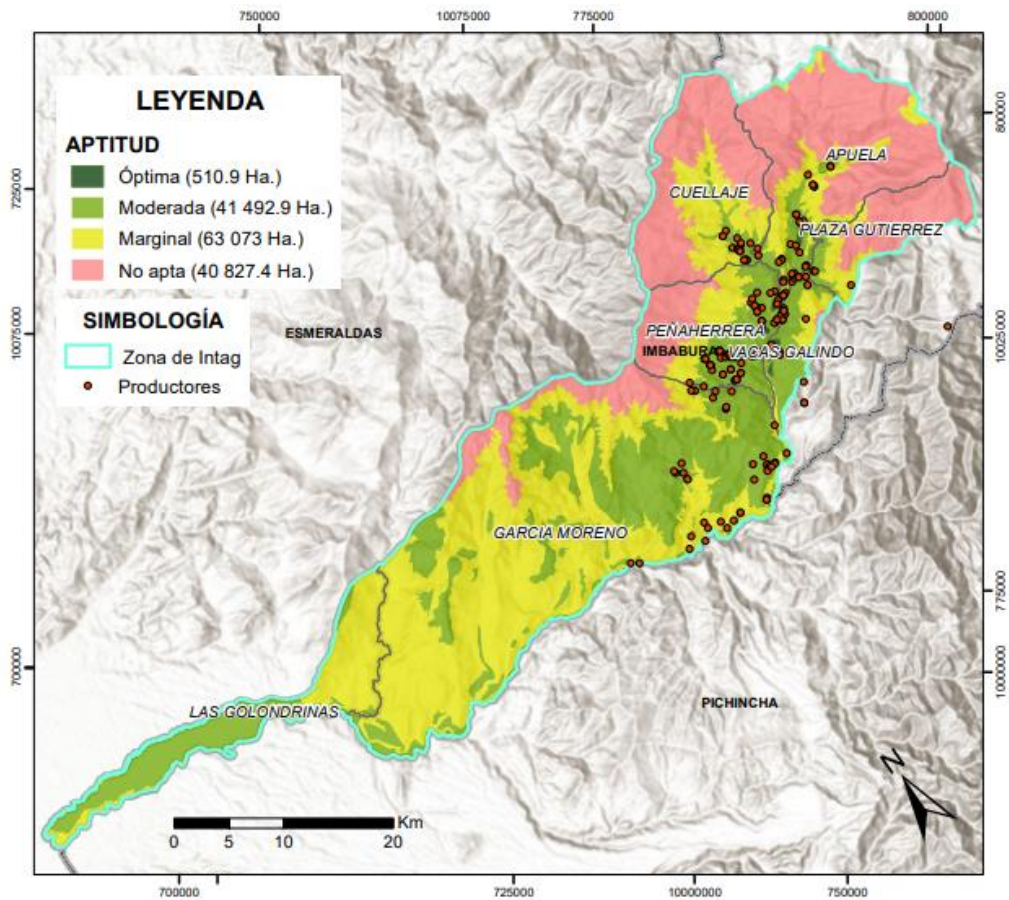 750000
10075000
775000
800000
LEYENDA
APTITUD
Óptima (510.9 Ha.)
Moderada (41 492.9 Ha.)
Marginal (63 073 Ha.)
No apta (40 827.4 Ha.)
SIMBOLOGÍA
Zona de Intag
Productores
725000
10075000
700000
800000
10025000
775000
10000000
APUELA
CUELLAJE
PLAZA GUTIERREZ
ESMERALDAS
PEÑAHERRERA
IMBABURA
VACAS GALINDO
GARCIA MORENO
LAS GOLONDRINAS
PICHINCHA
N
Km
0 5 10 20
700000
725000
10000000
750000